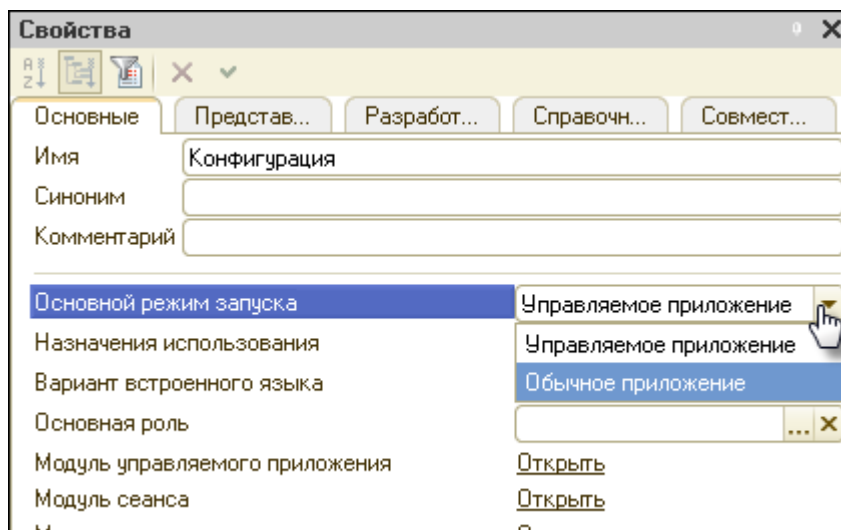 Свойства
Основные Представ... Разработ... Справочн... Совмест...
Имя Конфигурация
Синоним
Комментарий
Основной режим запуска Управляемое приложение
Назначения использования Управляемое приложение
Вариант встроенного языка Обычное приложение
Основная роль ...
Модуль управляемого приложения Открыть
Модуль сеанса Открыть